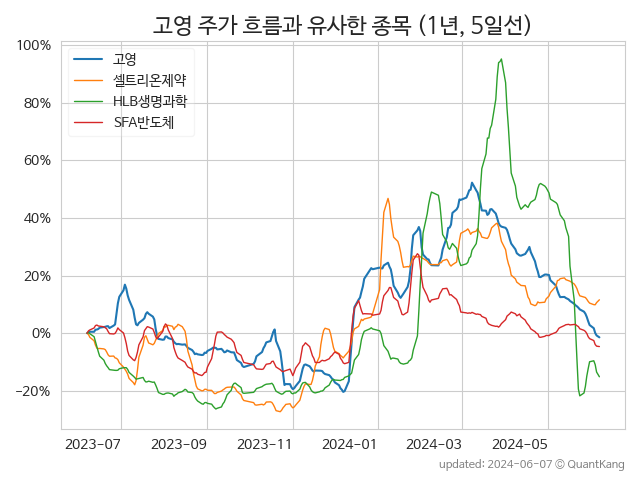 고영 주가 흐름과 유사한 종목 (1년, 5일선)
고영
셀트리온제약
HLB생명과학
SFA반도체
100%
80%
60%
40%
20%
0%
−20%
2023−07
2023−09
2023−11
2024−01
2024−03
2024−05
updated: 2024-06-07 © QuantKang